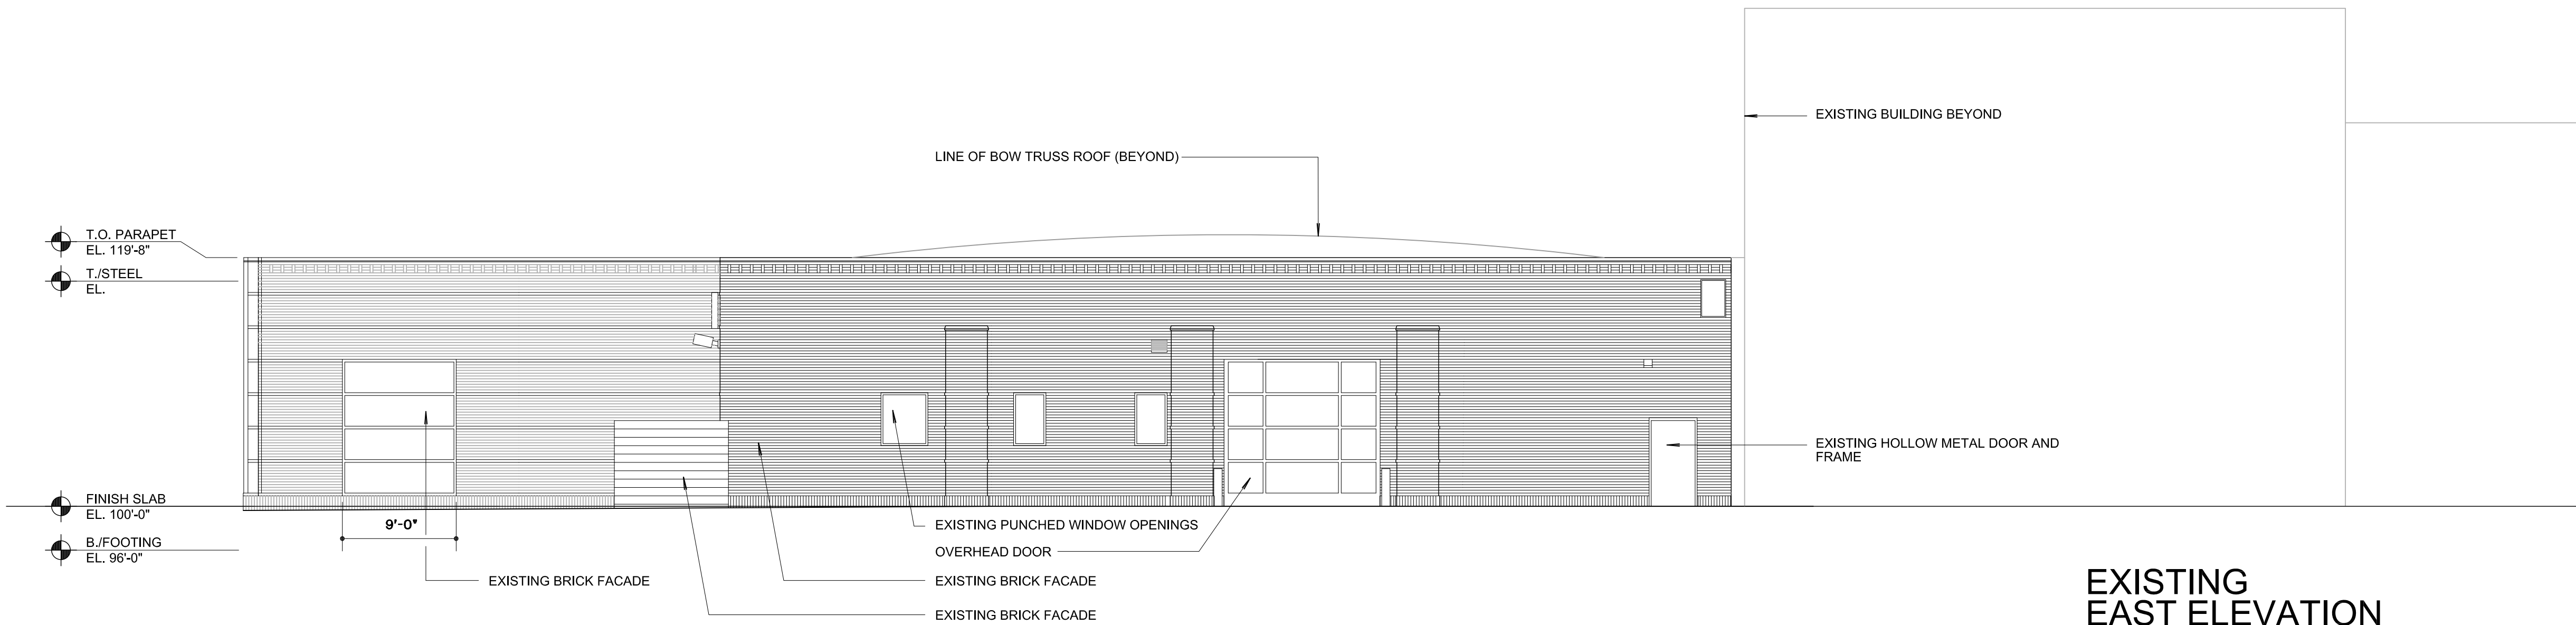 EXISTING BUILDING BEYOND
LINE OF BOW TRUSS ROOF (BEYOND)
T.O. PARAPET
EL. 119'-8"
T./STEEL
EL.
EXISTING HOLLOW METAL DOOR AND
FRAME
FINISH SLAB
EL. 100'-0"
9'-0"
EXISTING PUNCHED WINDOW OPENINGS
B./FOOTING
EL. 96'-0"
OVERHEAD DOOR
EXISTING BRICK FACADE
EXISTING BRICK FACADE
EXISTING BRICK FACADE
EXISTING
EAST ELEVATION